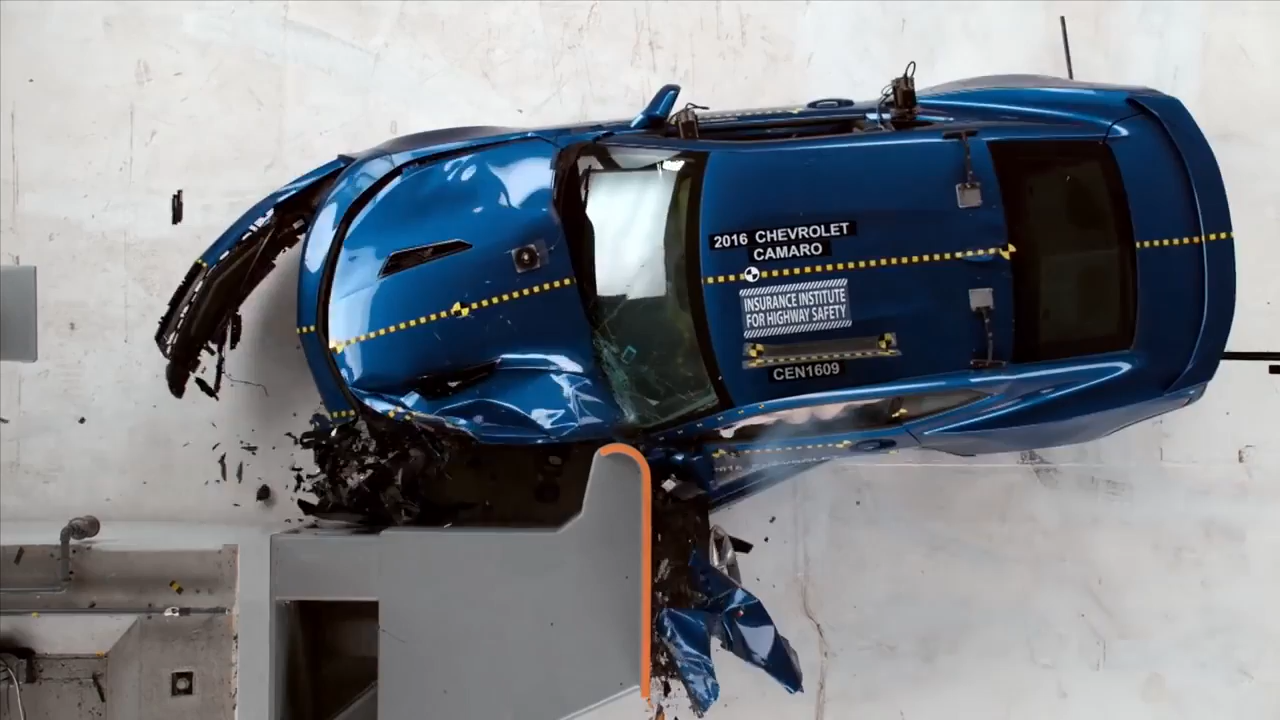 2016 CHEVROLET
CAMARO
INSURANCE INSTITUTE
FOR HIGHWAY SAFETY
CEN1609